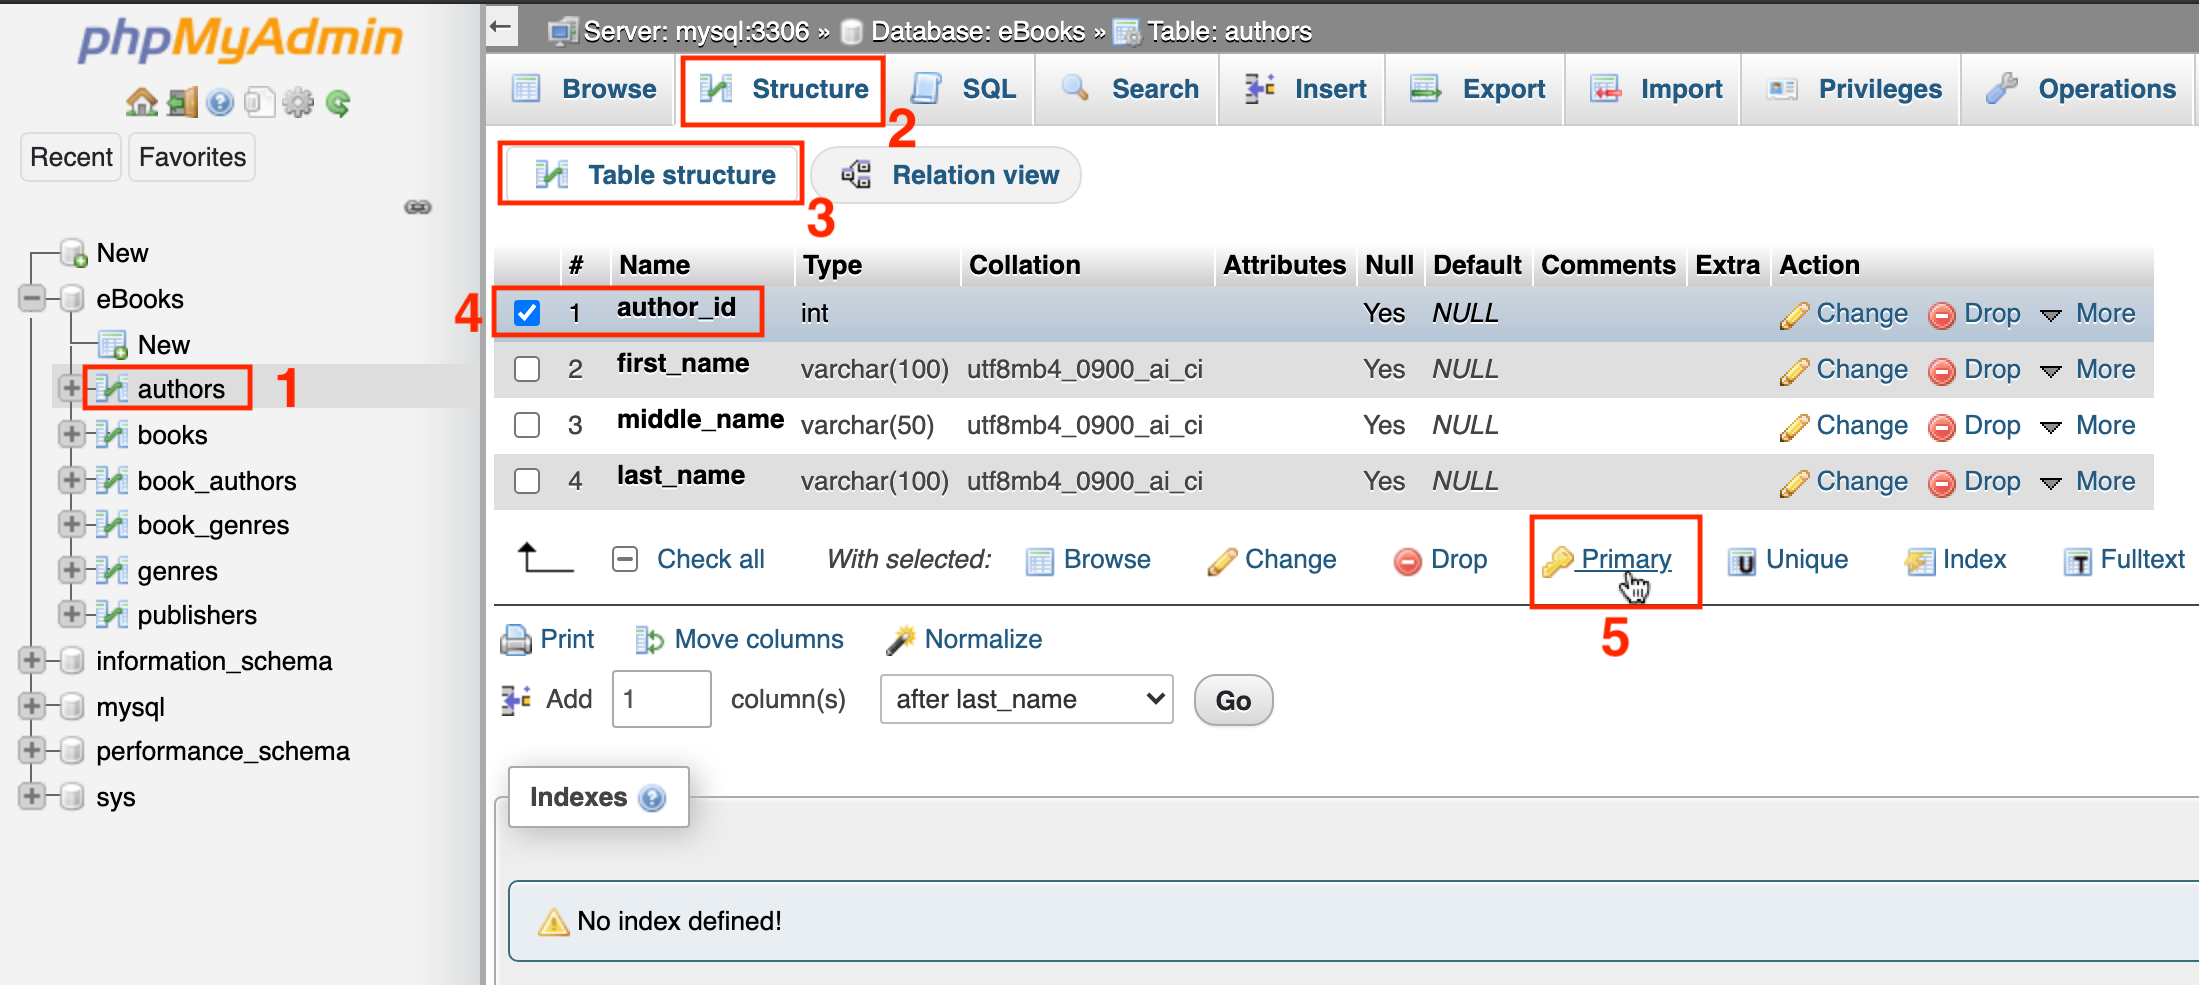 phpMyAdmin
Recent Favorites
New
eBooks
New
authors 1
books
book_authors
book_genres
genres
publishers
information_schema
mysql
performance_schema
sys
Server: mysql:3306 » Database: eBooks » Table: authors
Browse Structure SQL Search Insert Export Import Privileges Operations
2
Table structure Relation view
3
# Name Type Collation Attributes Null Default Comments Extra Action
4 1 author_id int Yes NULL Change Drop More
2 first_name varchar(100) utf8mb4_0900_ai_ci Yes NULL Change Drop More
3 middle_name varchar(50) utf8mb4_0900_ai_ci Yes NULL Change Drop More
4 last_name varchar(100) utf8mb4_0900_ai_ci Yes NULL Change Drop More
Check all With selected: Browse Change Drop Primary Unique Index Fulltext
5
Print Move columns Normalize
Add 1 column(s) after last_name Go
Indexes
No index defined!